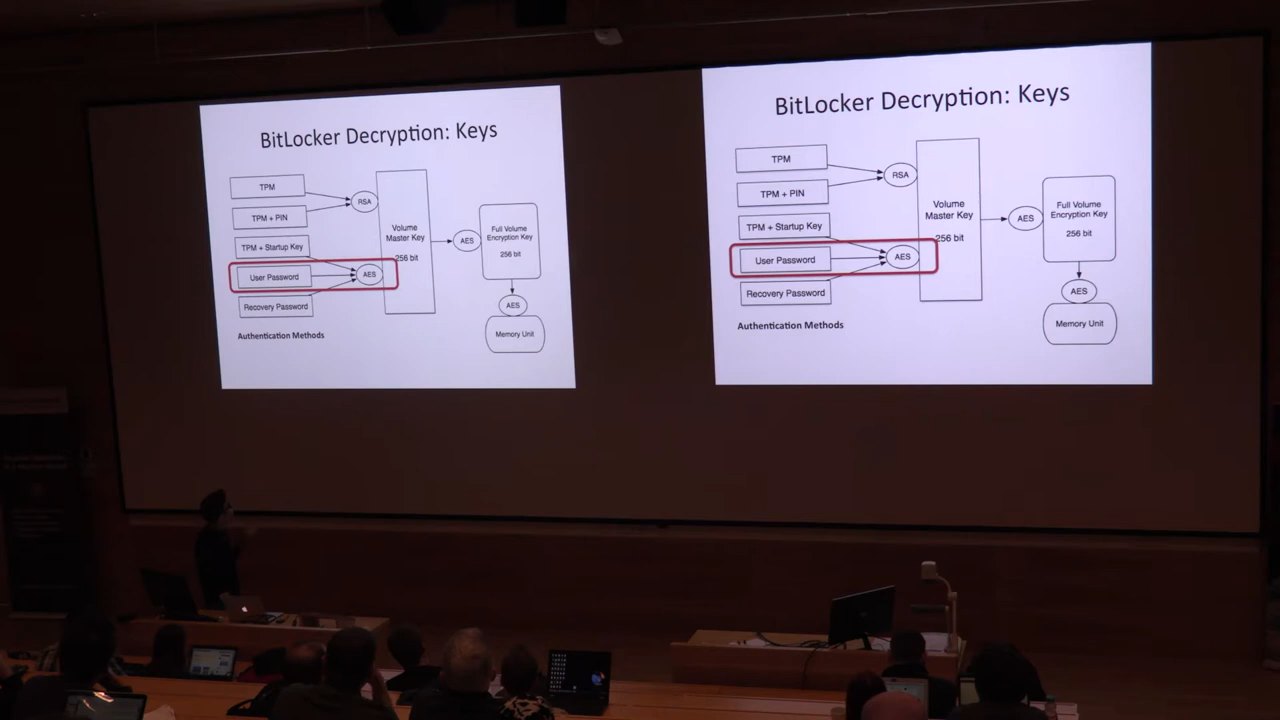 BitLocker Decryption: Keys
TPM
TPM + PIN
TPM + Startup Key
User Password
Recovery Password
Authentication Methods
RSA
AES
Volume
Master Key
256 bit
AES
Full Volume
Encryption Key
256 bit
AES
Memory Unit
BitLocker Decryption: Keys
TPM
TPM + PIN
TPM + Startup Key
User Password
Recovery Password
Authentication Methods
RSA
AES
Volume
Master Key
256 bit
AES
Full Volume
Encryption Key
256 bit
AES
Memory Unit